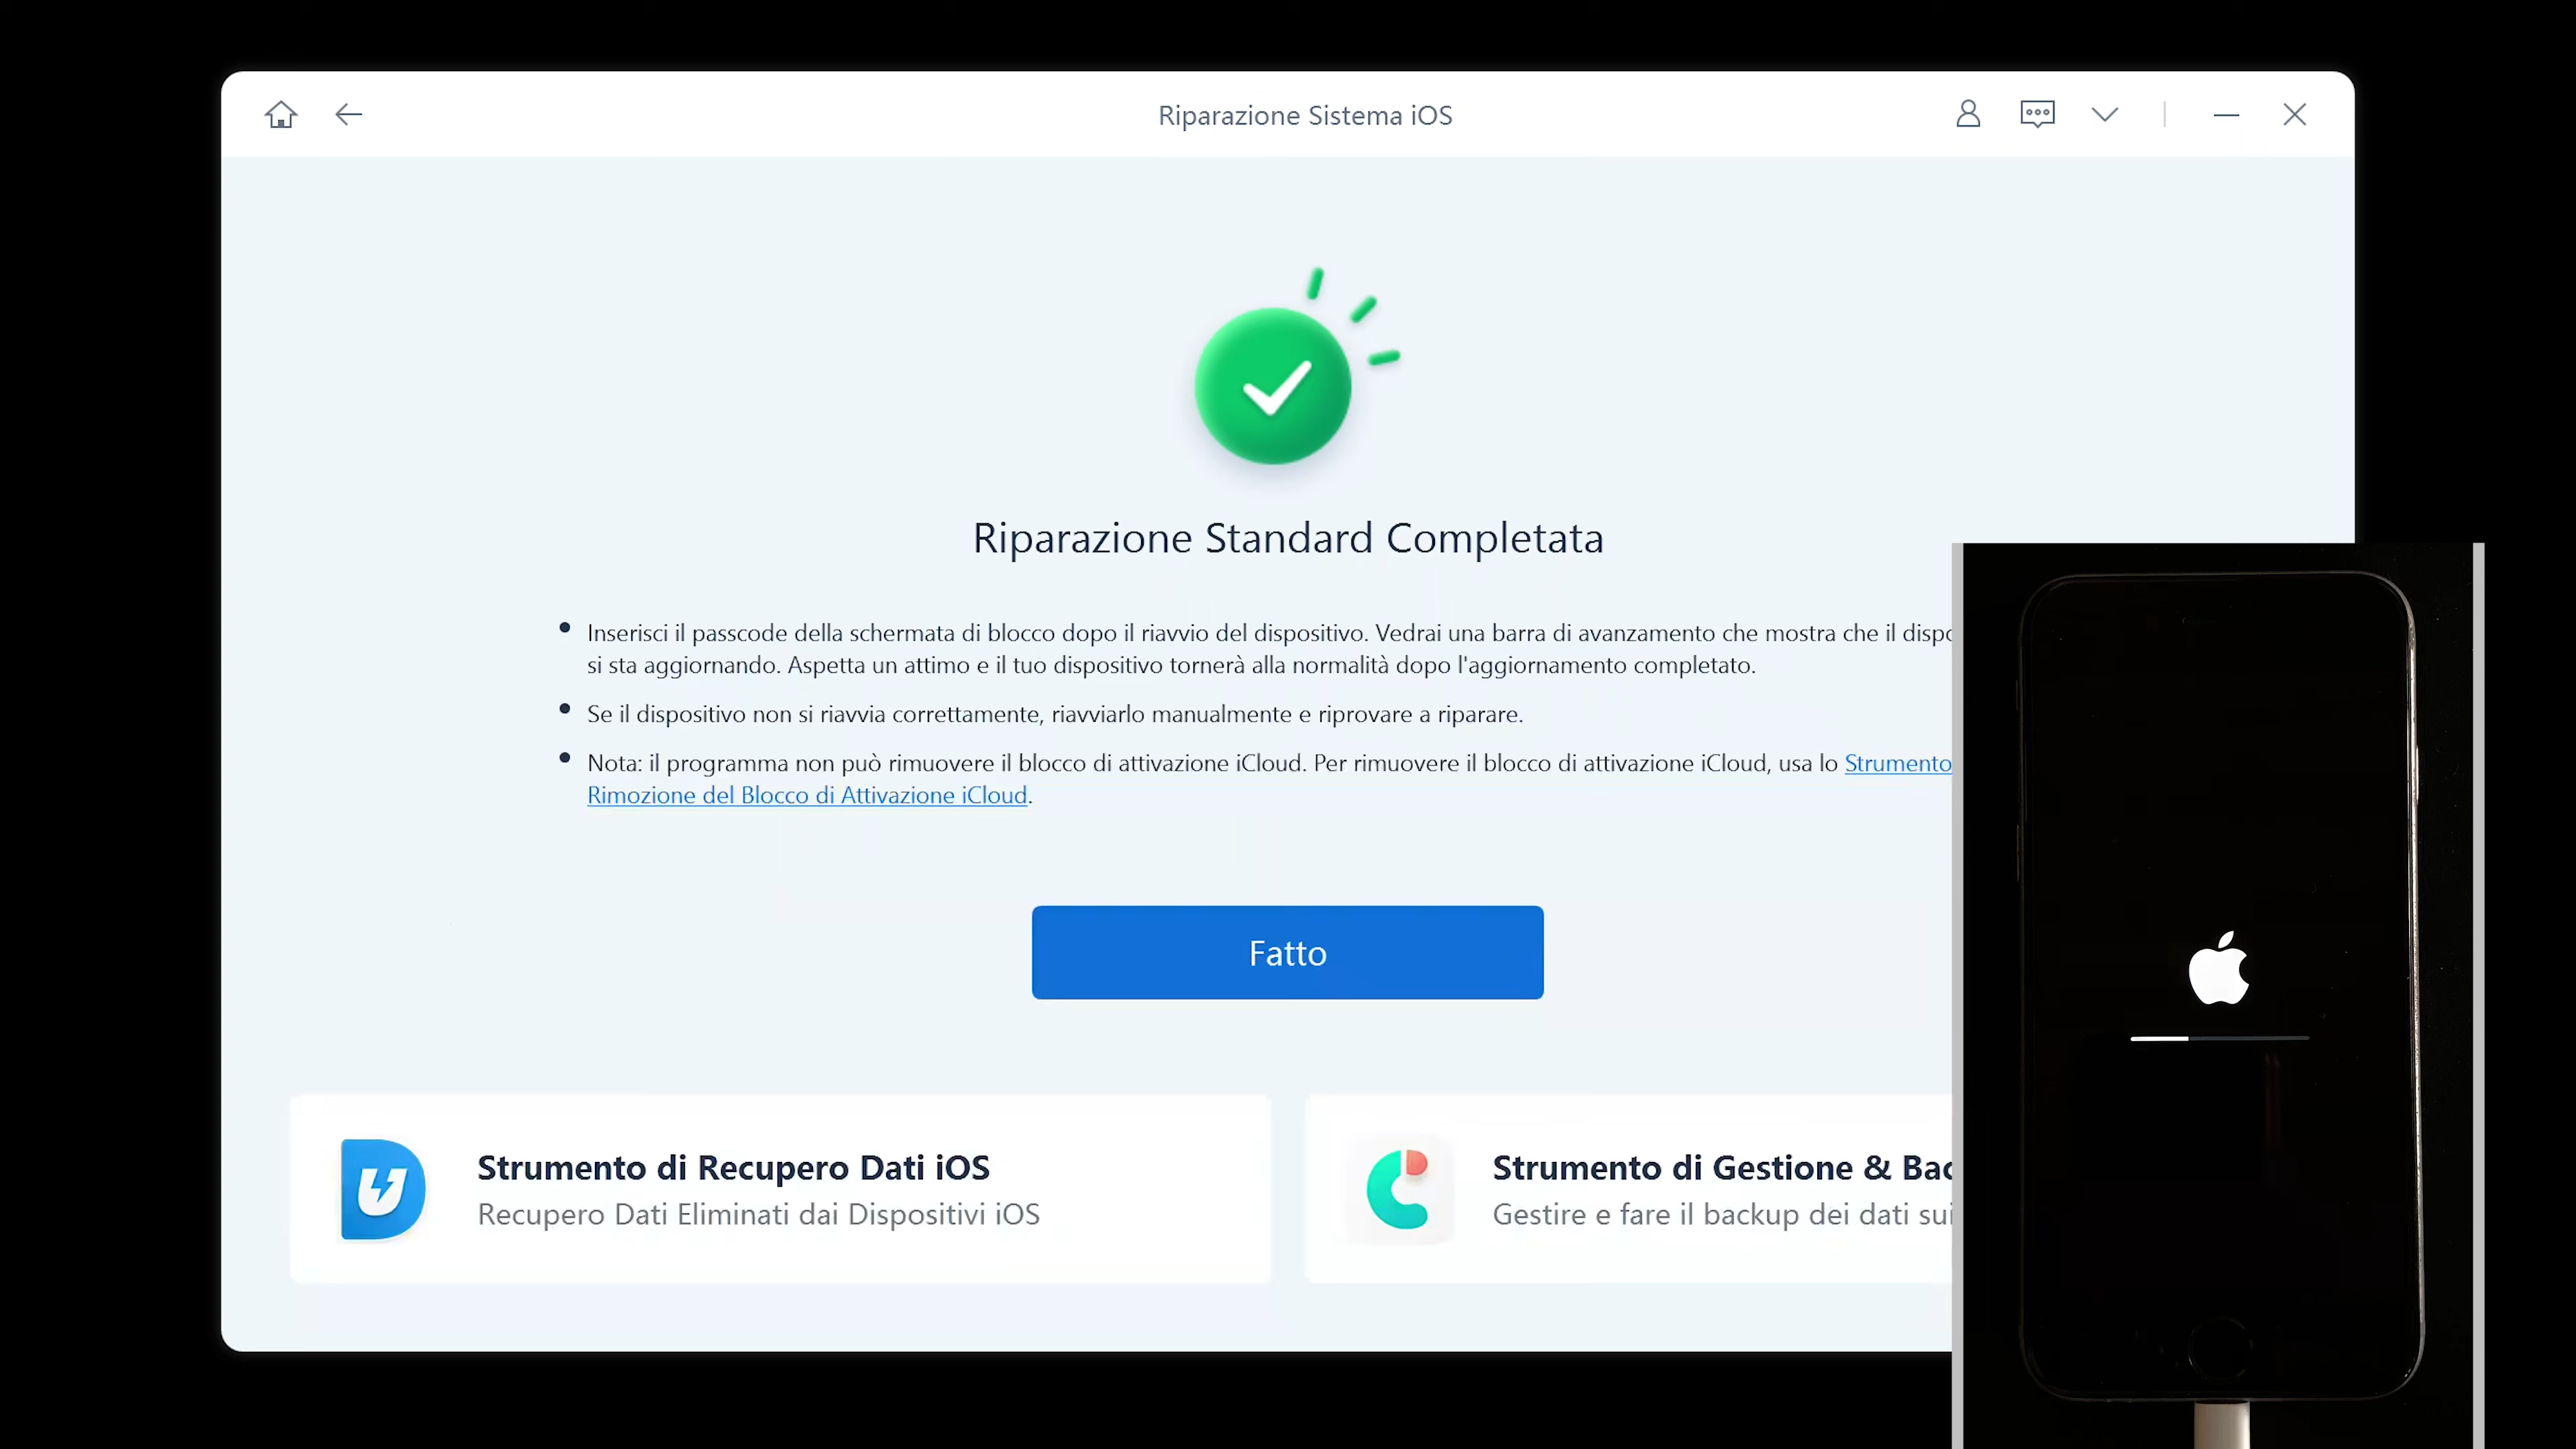 Riparazione Sistema iOS
Riparazione Standard Completata
Inserisci il passcode della schermata di blocco dopo il riavvio del dispositivo. Vedrai una barra di avanzamento che mostra che il
si sta aggiornando. Aspetta un attimo e il tuo dispositivo tornerà alla normalità dopo l'aggiornamento completato.
Se il dispositivo non si riavvia correttamente, riavviarlo manualmente e riprovare a riparare.
Nota: il programma non può rimuovere il blocco di attivazione iCloud. Per rimuovere il blocco di attivazione iCloud, usa lo Strumento
Rimozione del Blocco di Attivazione iCloud.
Fatto
Strumento di Recupero Dati iOS
Recupero Dati Eliminati dai Dispositivi iOS
Strumento di Gestione &
Gestire e fare il backup dei dati